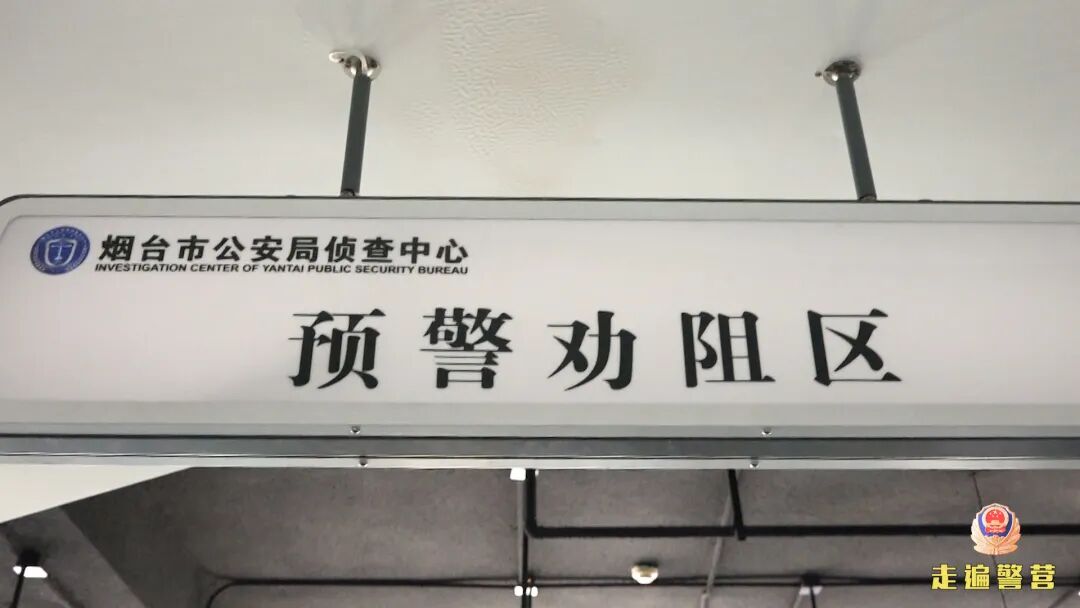 烟台市公安局侦查中心
INVESTIGATION CENTER OF YANTAI PUBLIC SECURITY BUREAU
预警劝阻区
走遍警营